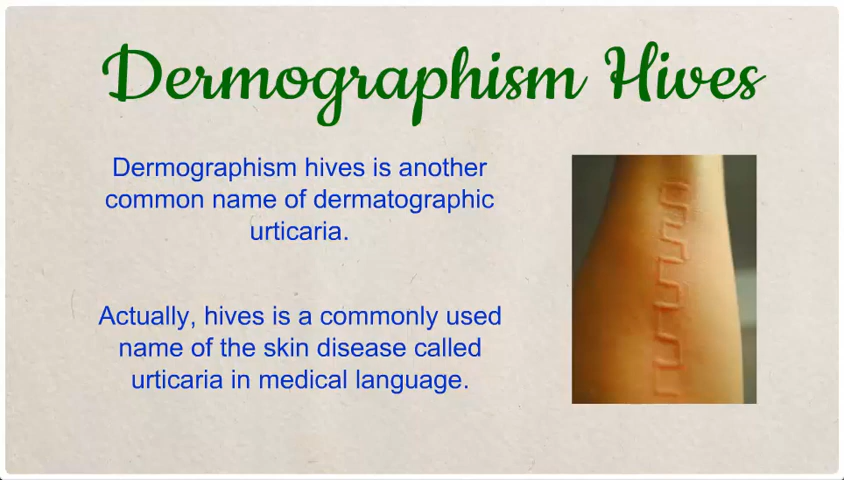 Dermographism Hives
Dermographism hives is another
common name of dermatographic
urticaria.
Actually, hives is a commonly used
name of the skin disease called
urticaria in medical language.